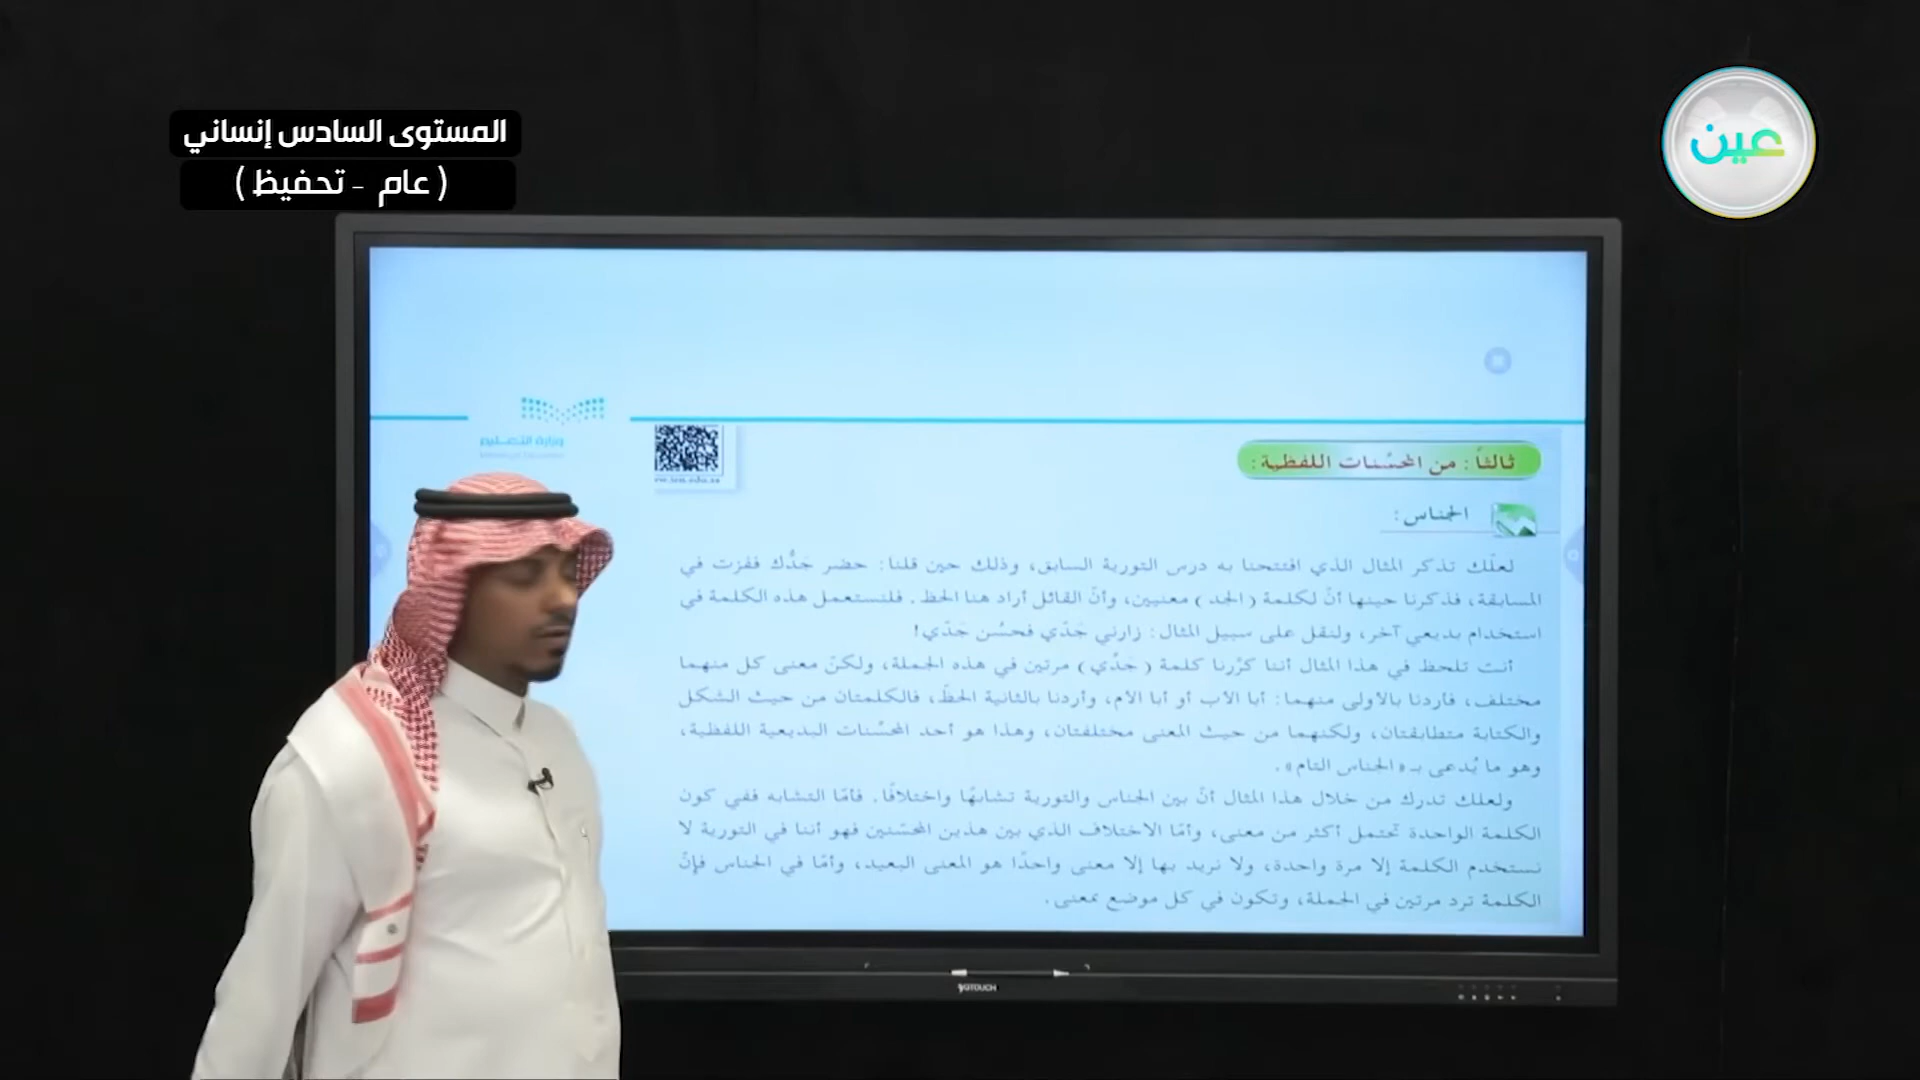 المستوى السادس إنساني
( عام - تحفيظ )
عين
وزارة التعليم
ثالثاً : من المحسّنات اللفظية :
الجناس :
لعلّك تذكر المثال الذي افتتحنا به درس التورية السابق، وذلك حين قلنا: حضر جَدُّك ففزت في
المسابقة، فذكرنا حينها أنّ لكلمة ( الجد ) معنيين، وأنّ القائل أراد هنا الحظ . فلنستعمل هذه الكلمة في
استخدام بديعي آخر، ولنقل على سبيل المثال: زارني جَدّي فحسُن جَدّي!
أنت تلحظ في هذا المثال أننا كرّرنا كلمة ( جَدِّي ) مرتين في هذه الجملة، ولكنّ معنى كل منهما
مختلف، فأردنا بالأولى منهما: أبا الأب أو أبا الأم، وأردنا بالثانية الحظّ، فالكلمتان من حيث الشكل
والكتابة متطابقتان، ولكنهما من حيث المعنى مختلفتان، وهذا هو أحد المحسِّنات البديعية اللفظية،
وهو ما يُدعى بـ «الجناس التام» .
ولعلك تدرك من خلال هذا المثال أنّ بين الجناس والتورية تشابهًا واختلافًا. فأمّا التشابه ففي كون
الكلمة الواحدة تحتمل أكثر من معنى، وأمّا الاختلاف الذي بين هذين المحسّنين فهو أننا في التورية لا
نستخدم الكلمة إلا مرة واحدة، ولا نريد بها إلا معنى واحدًا هو المعنى البعيد، وأمّا في الجناس فإنّ
الكلمة ترد مرتين في الجملة، وتكون في كل موضع بمعنى .